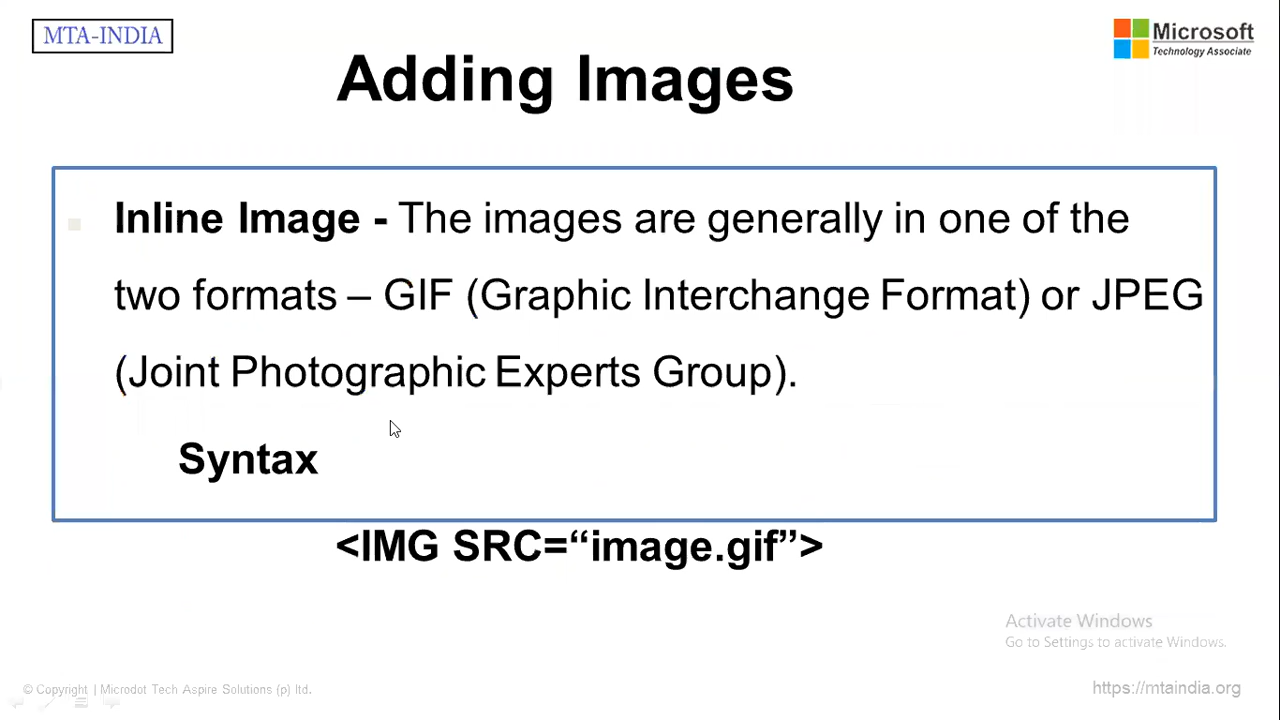 MTA-INDIA
Microsoft
Technology Associate
Adding Images
Inline Image - The images are generally in one of the
two formats – GIF (Graphic Interchange Format) or JPEG
(Joint Photographic Experts Group).
Syntax
<IMG SRC=“image.gif”>
Activate Windows
Go to Settings to activate Windows.
© Copyright | Microdot Tech Aspire Solutions (p) ltd.
https://mtaindia.org